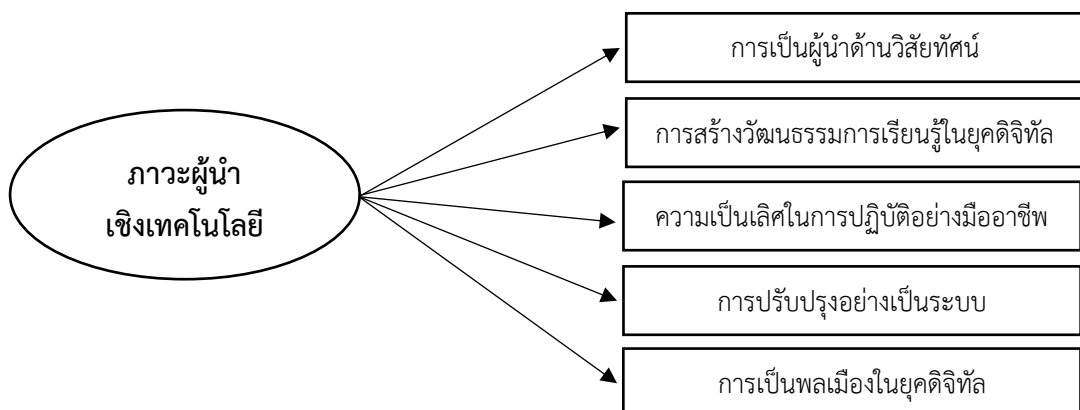 ภาวะผู้นำ
เชิงเทคโนโลยี
การเป็นผู้นำด้านวิสัยทัศน์
การสร้างวัฒนธรรมการเรียนรู้ในยุคดิจิทัล
ความเป็นเลิศในการปฏิบัติอย่างมืออาชีพ
การปรับปรุงอย่างเป็นระบบ
การเป็นพลเมืองในยุคดิจิทัล